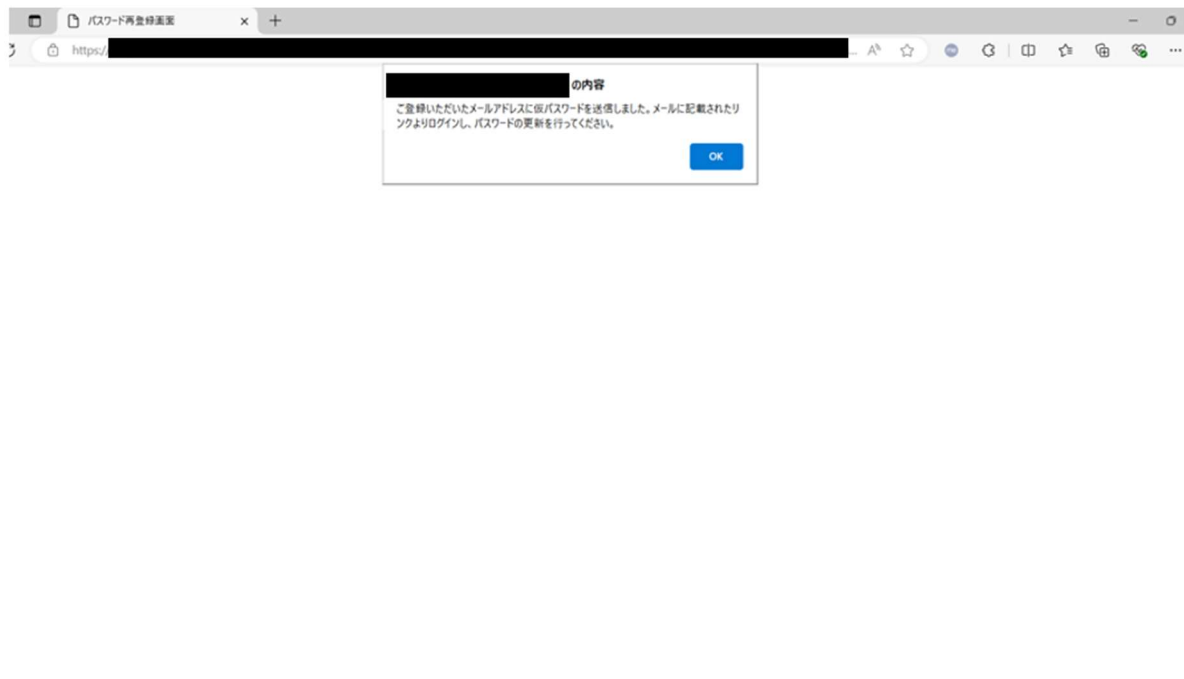 パスワード再登録画面
https:/
の内容
ご登録いただいたメールアドレスに仮パスワードを送信しました。メールに記載されたリ
ンクよりログインし、パスワードの更新を行ってください。
OK